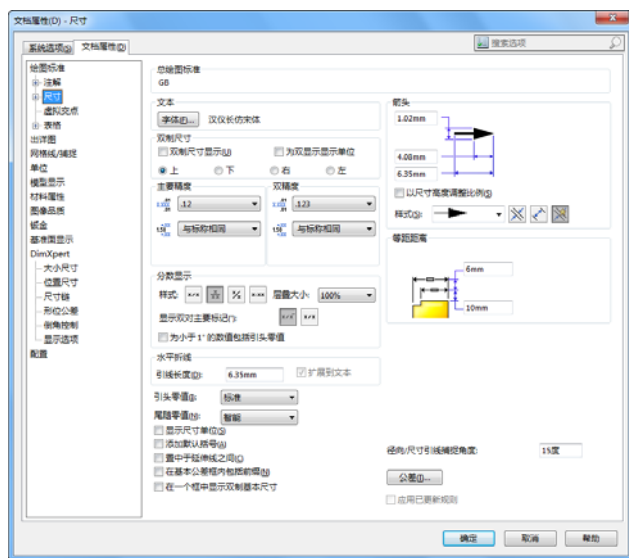 文档属性(D) - 尺寸
系统选项(S) 文档属性(D)
搜索选项
绘图标准
注解
尺寸
虚拟交点
表格
出详图
网格线/捕捉
单位
模型显示
材料属性
图像品质
钣金
基准面显示
DimXpert
大小尺寸
位置尺寸
尺寸链
形位公差
倒角控制
显示选项
配置
总绘图标准
GB
文本
字体(F)... 汉仪长仿宋体
双制尺寸
双制尺寸显示(U) 为双显示显示单位
上 下 右 左
主要精度 双精度
.12 .123
与标称相同 与标称相同
分数显示
样式: 层叠大小: 100%
显示双对主要标记(Y):
为小于1"的数值包括引头零值
水平折线
引线长度(D): 6.35mm 扩展到文本
引头零值(I): 标准
尾随零值(N): 智能
显示尺寸单位(S)
添加默认括号(A)
置中于延伸线之间(C)
在基本公差框内包括前缀(N)
在一个框中显示双制基本尺寸
箭头
1.02mm
4.08mm
6.35mm
以尺寸高度调整比例(S)
样式(S):
等距距离
6mm
10mm
径向/尺寸引线捕捉角度: 15度
公差(T)...
应用已更新规则
确定 取消 帮助